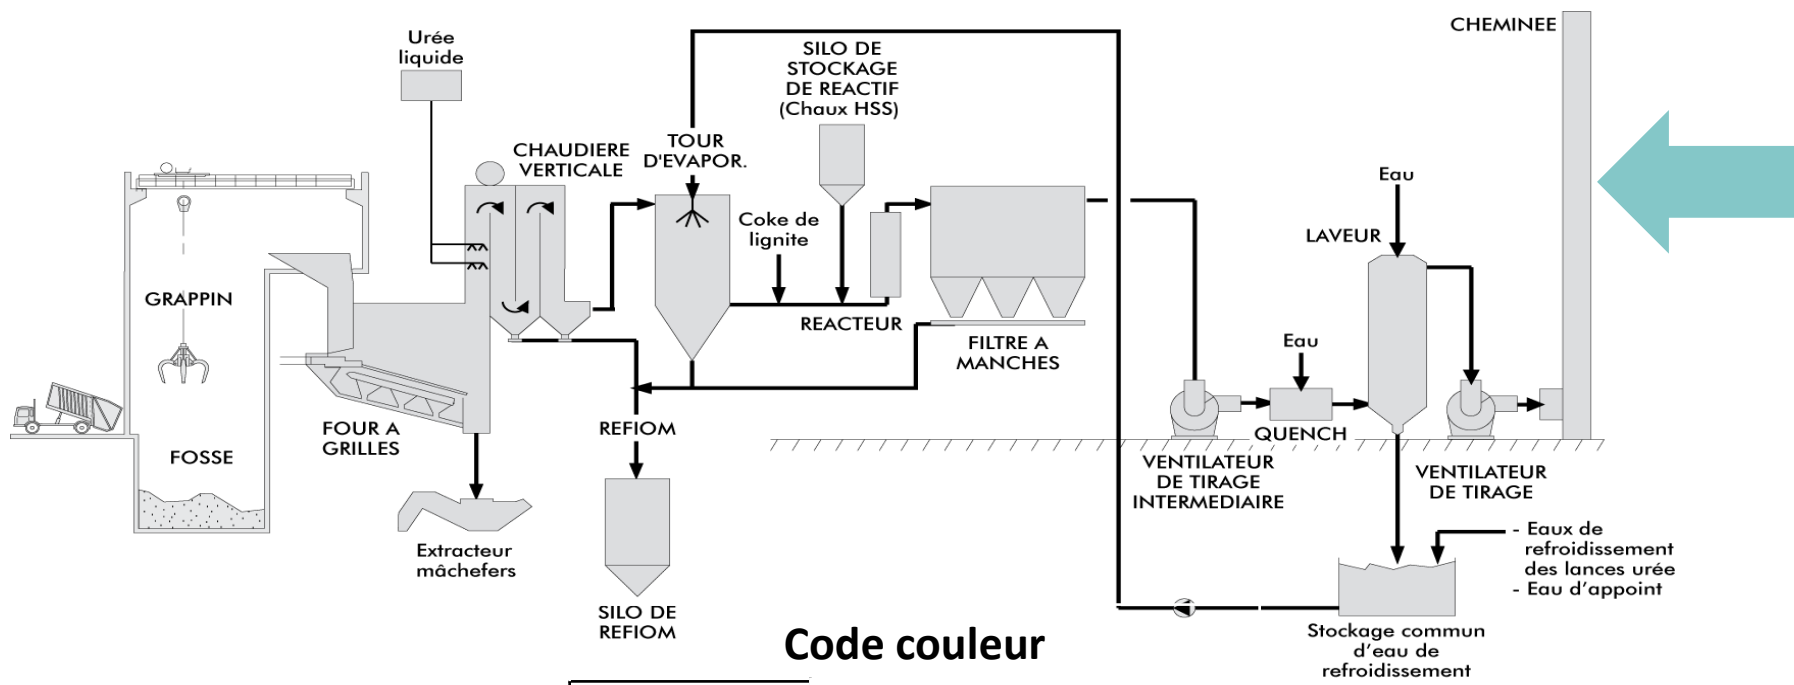 CHEMINEE
Urée
liquide
SILO DE
STOCKAGE
DE REACTIF
(Chaux HSS)
TOUR
D'EVAPOR.
CHAUDIERE
VERTICALE
Eau
Coke de
lignite
LAVEUR
GRAPPIN
REACTEUR
FILTRE A
MANCHES
Eau
FOUR A
GRILLES
REFIOM
QUENCH
FOSSE
VENTILATEUR
DE TIRAGE
INTERMEDIAIRE
VENTILATEUR
DE TIRAGE
Extracteur
mâchefers
- Eaux de
refroidissement
des lances urée
- Eau d’appoint
SILO DE
REFIOM
Stockage commun
d’eau de
refroidissement
Code couleur